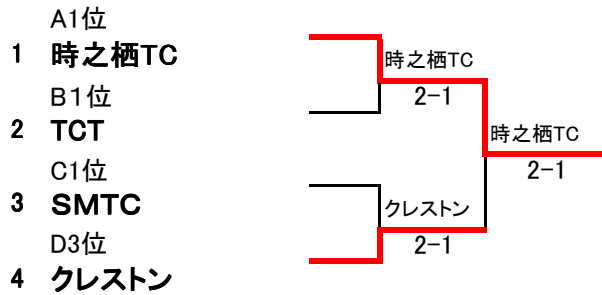 A1位
1 時之栖TC
B1位
2 TCT
C1位
3 SMTC
D3位
4 クレストン
時之栖TC
2-1
クレストン
2-1
時之栖TC
2-1